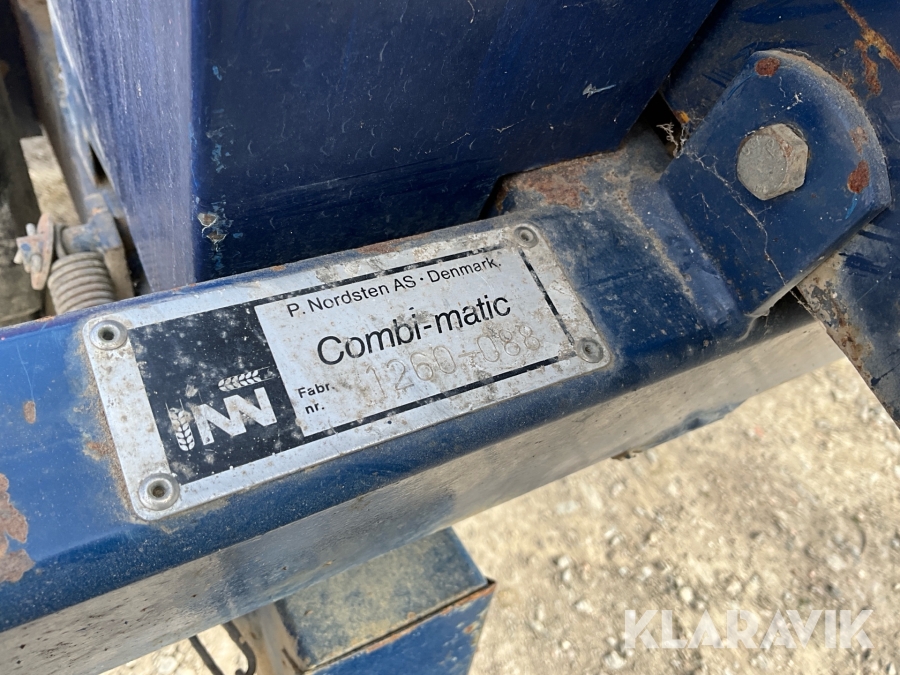 P. Nordsten AS · Denmark.
Combi-matic
Fabr. nr. 1260-088
KLARAVIK